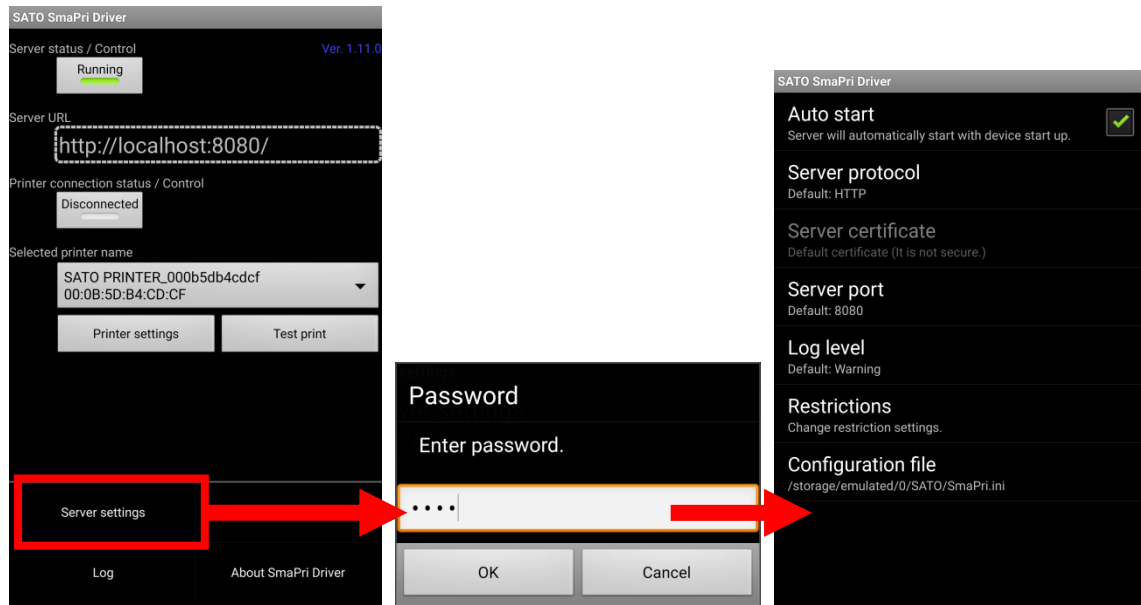 SATO SmaPri Driver
Server status / Control
Ver. 1.11.0
Running
Server URL
http://localhost:8080/
Printer connection status / Control
Disconnected
Selected printer name
SATO PRINTER_000b5db4cdcf
00:0B:5D:B4:CD:CF
Printer settings
Test print
Server settings
Log
About SmaPri Driver
Password
Enter password.
••••
OK
Cancel
SATO SmaPri Driver
Auto start
Server will automatically start with device start up.
Server protocol
Default: HTTP
Server certificate
Default certificate (It is not secure.)
Server port
Default: 8080
Log level
Default: Warning
Restrictions
Change restriction settings.
Configuration file
/storage/emulated/0/SATO/SmaPri.ini